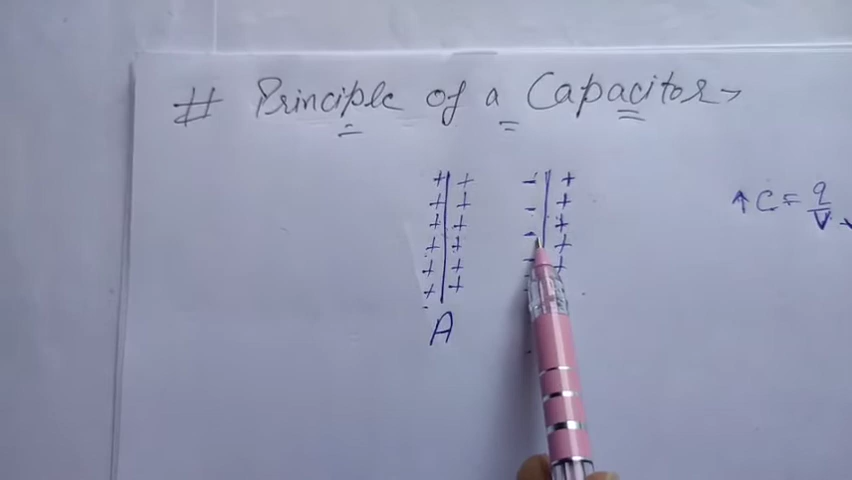 # Principle of a Capacitor →
+ + - +
+ + - +
+ + - +
+ + +
+ + - +
+ +
↑ C = q/V ↓
A